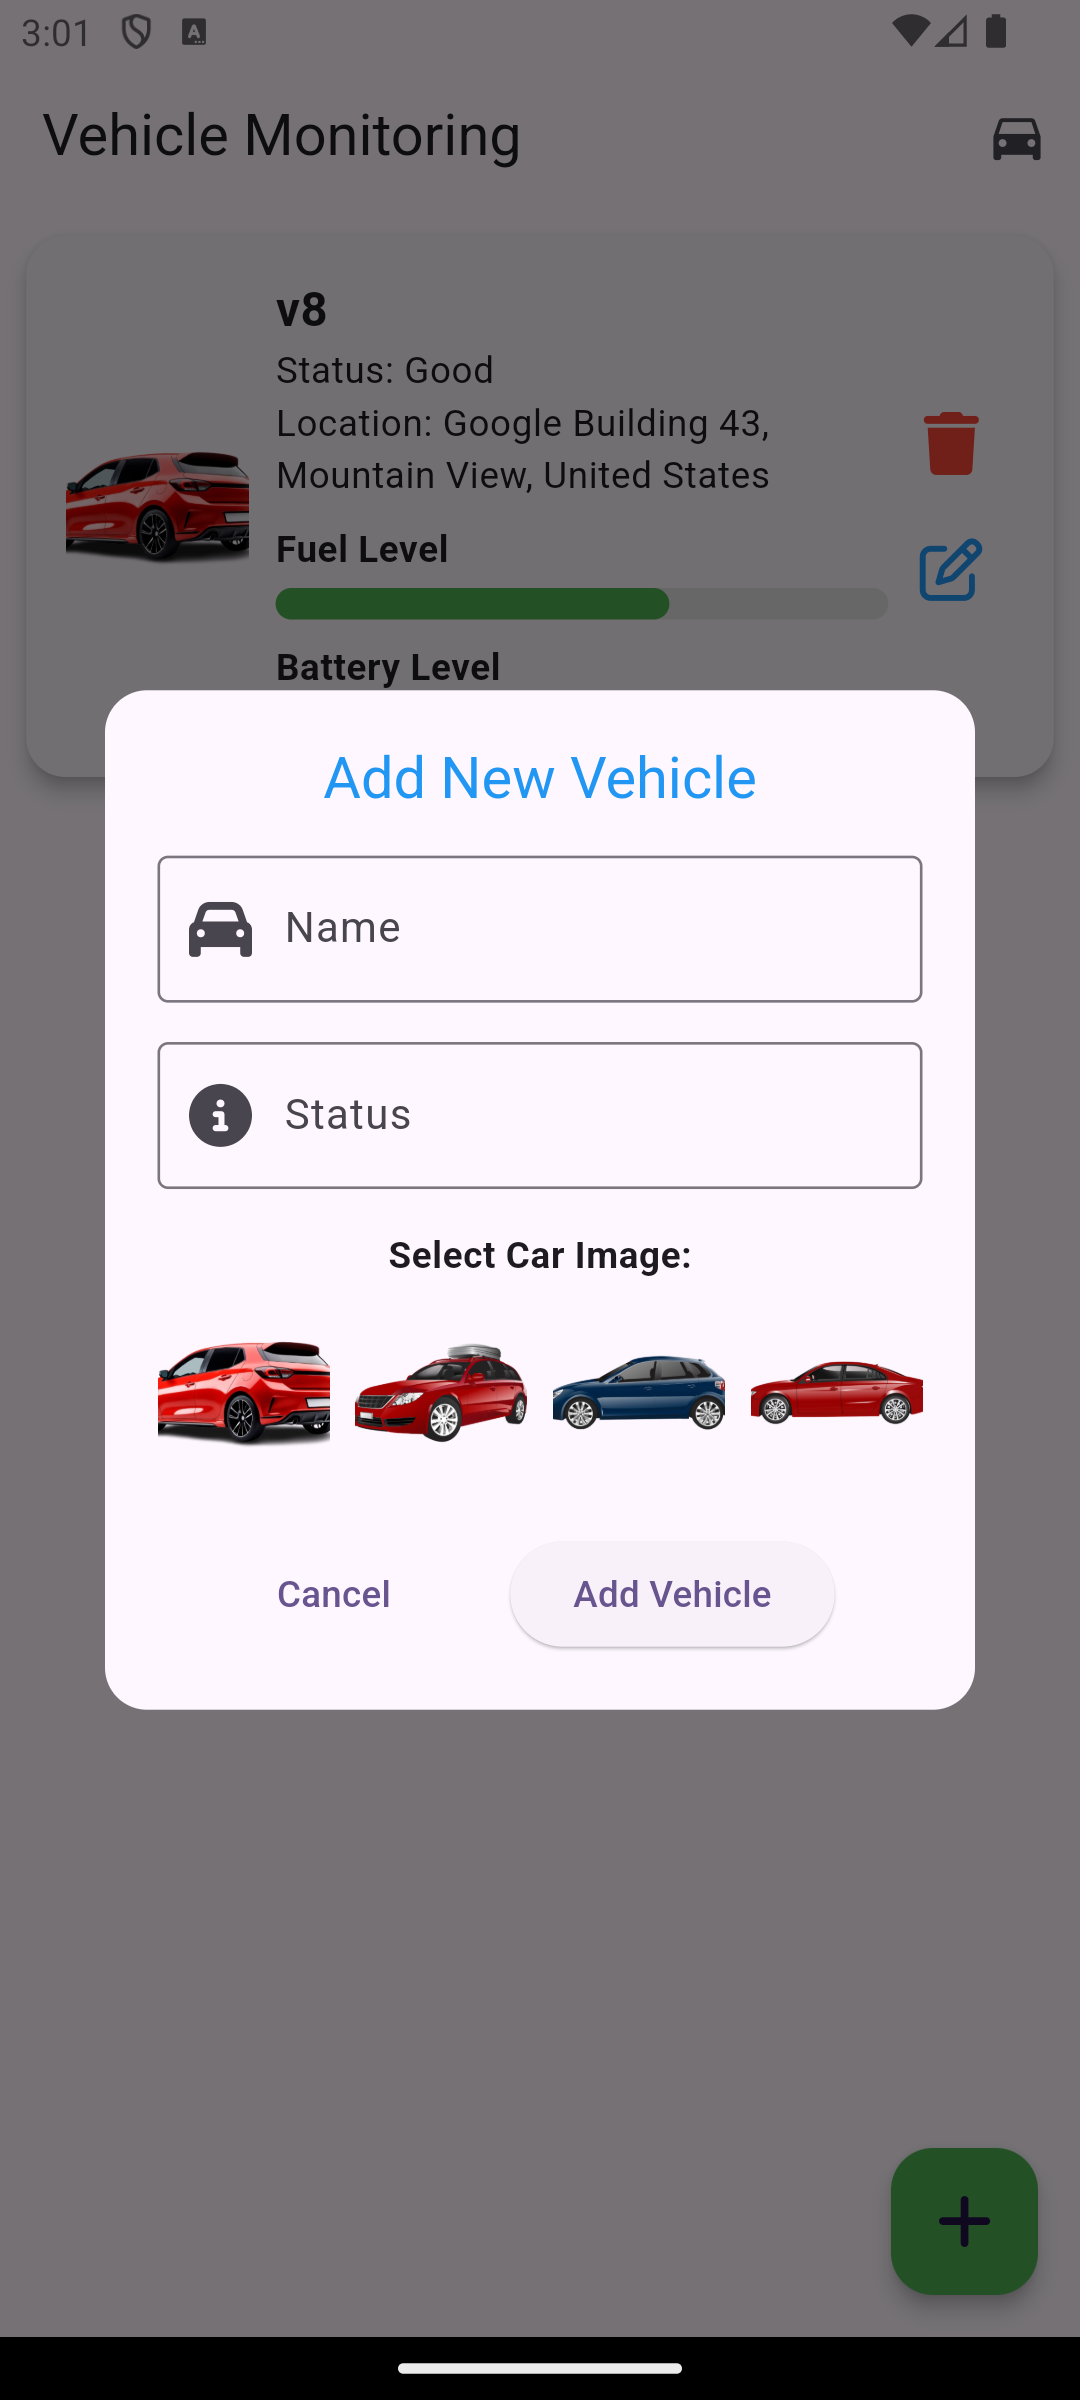 3:01
Vehicle Monitoring
v8
Status: Good
Location: Google Building 43,
Mountain View, United States
Fuel Level
Battery Level
Add New Vehicle
Name
Status
Select Car Image:
Cancel
Add Vehicle